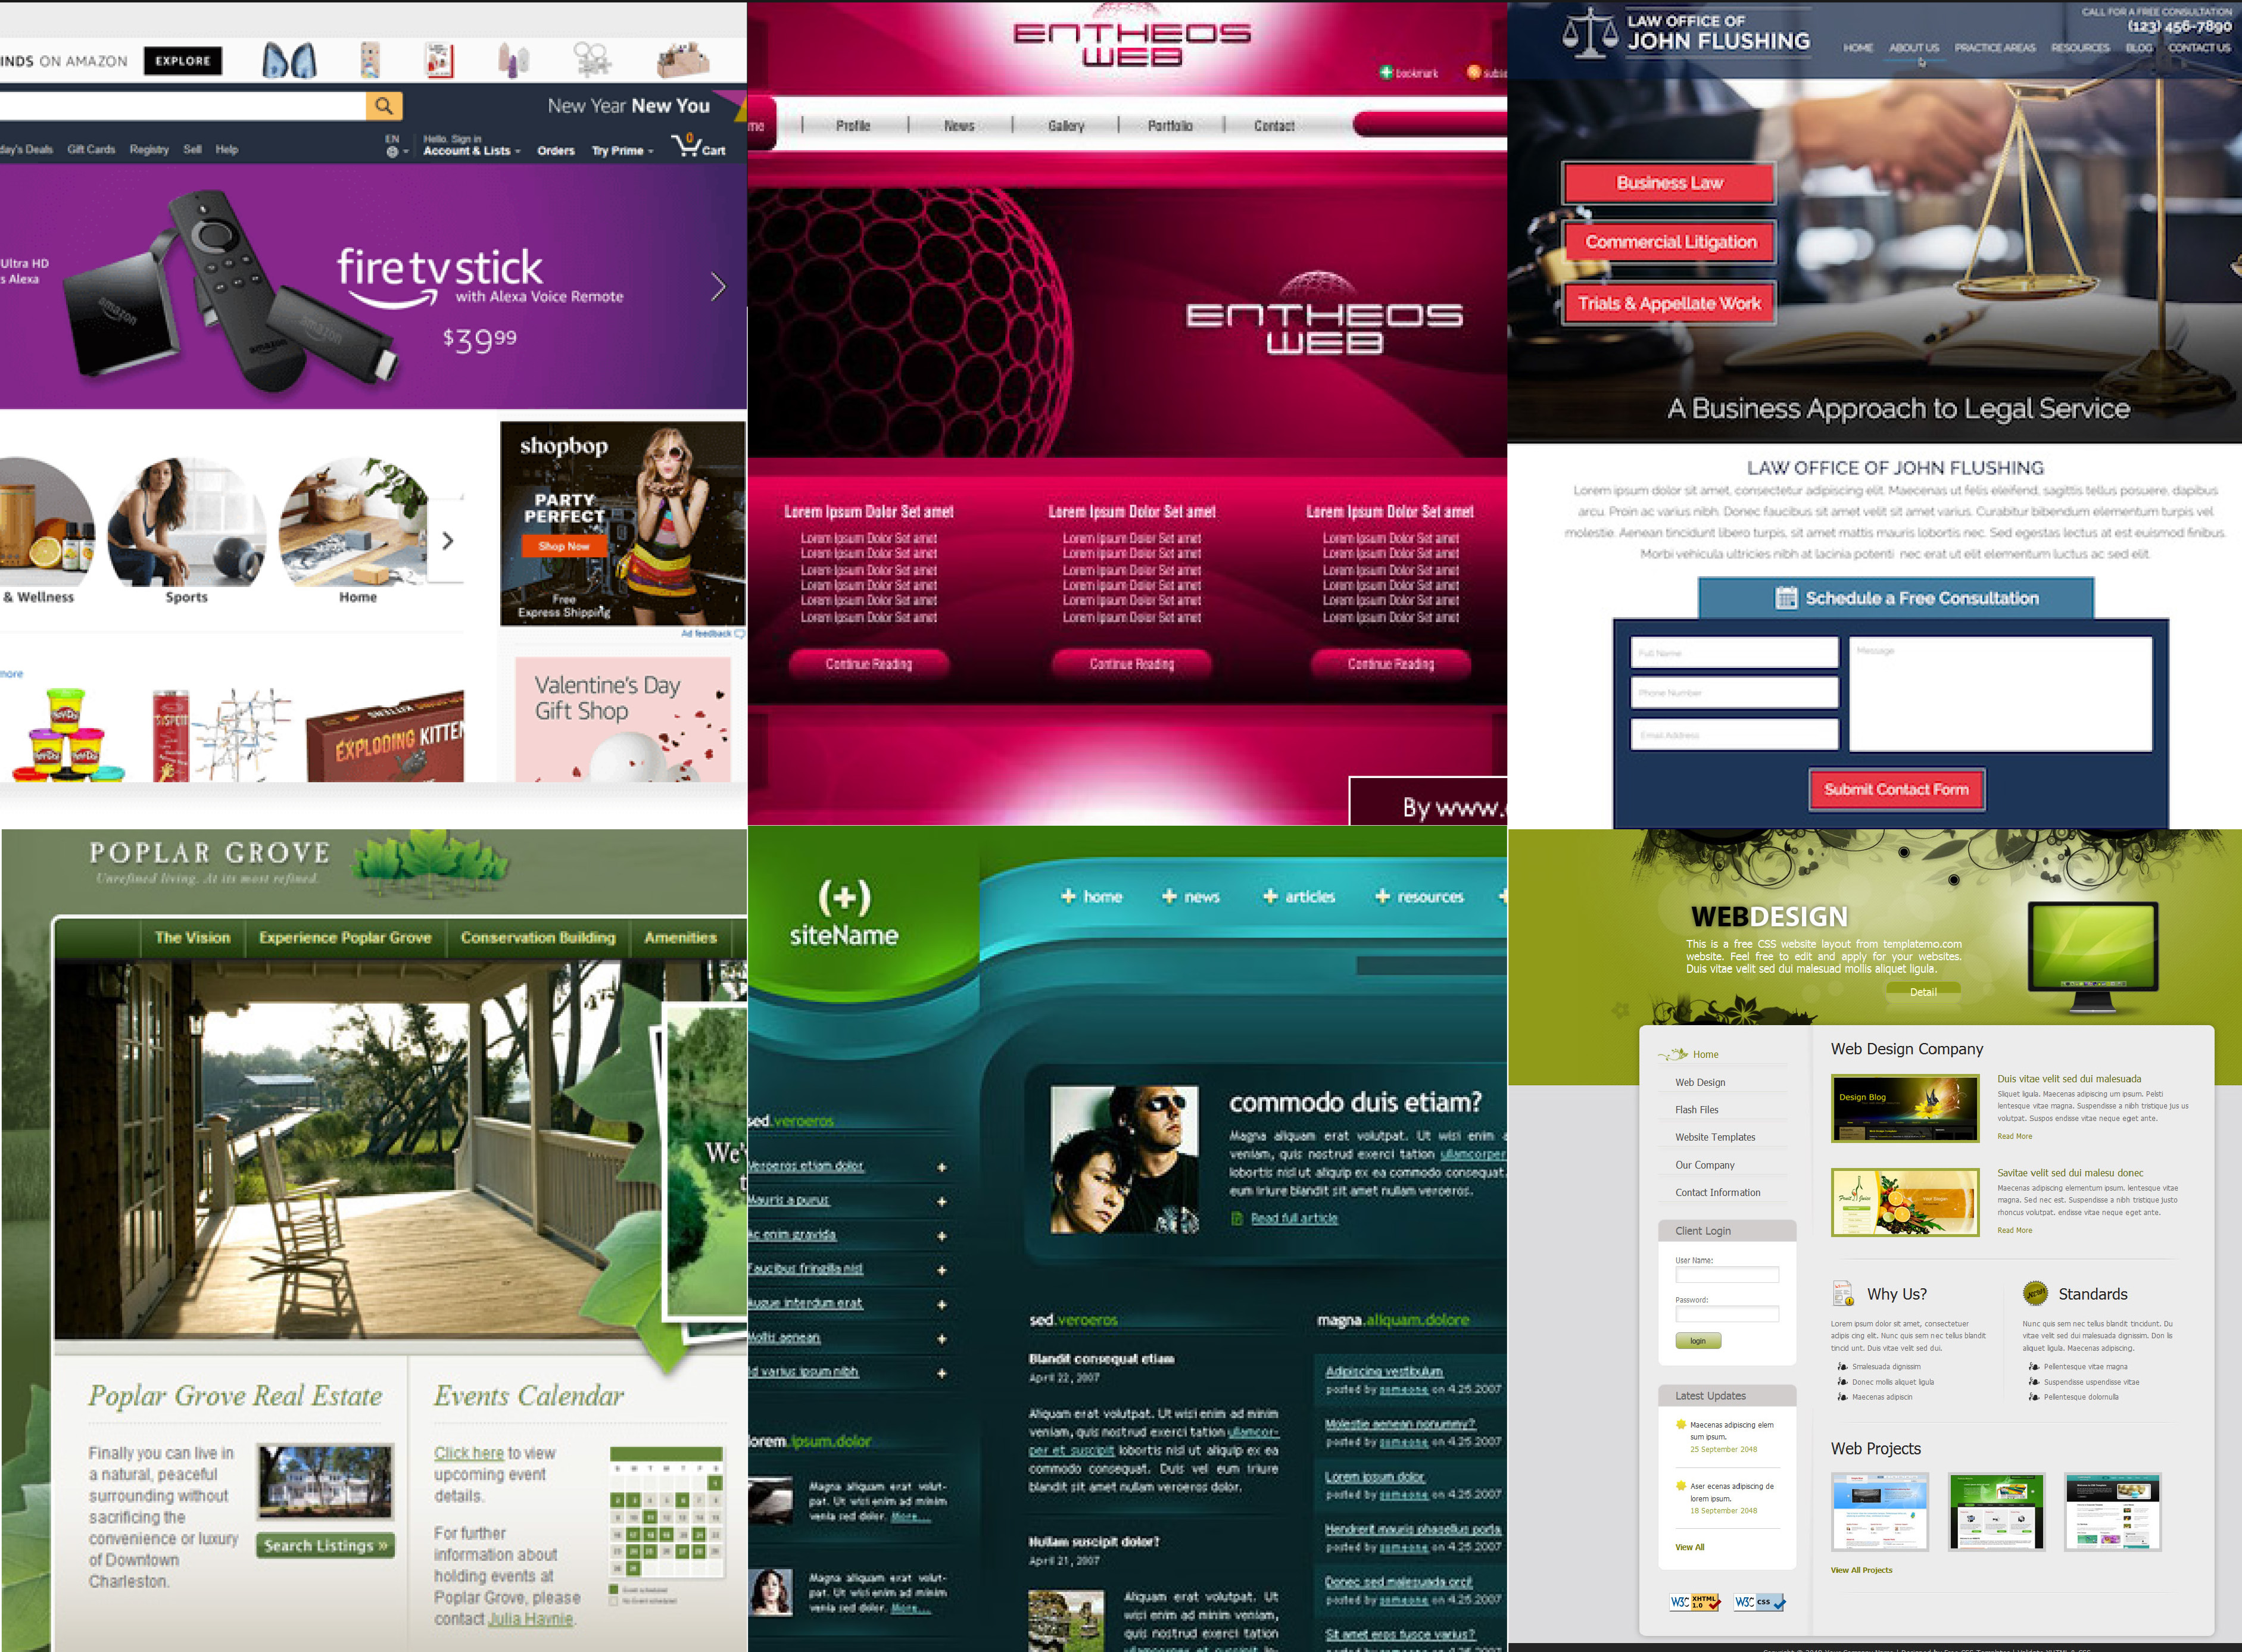 INDS ON AMAZON
EXPLORE
New Year New You
EN
Hello. Sign in
day's Deals Gift Cards Registry Sell Help
Account & Lists Orders Try Prime
0
Cart
Ultra HD
s Alexa
amazon
amazon
amazon
fire tv stick
with Alexa Voice Remote
$39 99
& Wellness
Sports
Home
shopbop
PARTY
PERFECT
Shop Now
Free
Express Shipping
Ad feedback
more
EXPLODING KITTEN
Valentine's Day
Gift Shop
ENTHEOS
WEB
bookmark
me
Profile
News
Gallery
Portfolio
Contact
ENTHEOS
WEB
Lorem Ipsum Dolor Set amet
Lorem Ipsum Dolor Set amet
Lorem Ipsum Dolor Set amet
Lorem Ipsum Dolor Set amet
Lorem Ipsum Dolor Set amet
Lorem Ipsum Dolor Set amet
Lorem Ipsum Dolor Set amet
Continue Reading
Lorem Ipsum Dolor Set amet
Lorem Ipsum Dolor Set amet
Lorem Ipsum Dolor Set amet
Lorem Ipsum Dolor Set amet
Lorem Ipsum Dolor Set amet
Lorem Ipsum Dolor Set amet
Lorem Ipsum Dolor Set amet
Continue Reading
Lorem Ipsum Dolor Set amet
Lorem Ipsum Dolor Set amet
Lorem Ipsum Dolor Set amet
Lorem Ipsum Dolor Set amet
Lorem Ipsum Dolor Set amet
Lorem Ipsum Dolor Set amet
Lorem Ipsum Dolor Set amet
Continue Reading
By www.
LAW OFFICE OF
JOHN FLUSHING
CALL FOR A FREE CONSULTATION
(123) 456-7890
HOME ABOUT US PRACTICE AREAS RESOURCES BLOG CONTACT US
Business Law
Commercial Litigation
Trials & Appellate Work
A Business Approach to Legal Service
LAW OFFICE OF JOHN FLUSHING
Lorem ipsum dolor sit amet, consectetur adipiscing elit. Maecenas ut felis eleifend, sagittis tellus posuere, dapibus
arcu. Proin ac varius nibh. Donec faucibus sit amet velit sit amet varius. Curabitur bibendum elementum turpis vel
molestie. Aenean tincidunt libero turpis, sit amet mattis mauris lobortis nec. Sed egestas lectus at est euismod finibus.
Morbi vehicula ultricies nibh at lacinia potenti nec erat ut elit elementum luctus ac sed elit.
Schedule a Free Consultation
Full Name
Phone Number
Email Address
Message
Submit Contact Form
POPLAR GROVE
Unrefined living. At its most refined.
The Vision
Experience Poplar Grove
Conservation Building
Amenities
We'
Poplar Grove Real Estate
Finally you can live in
a natural, peaceful
surrounding without
sacrificing the
convenience or luxury
of Downtown
Charleston.
Search Listings »
Events Calendar
Click here to view
upcoming event
details.
For further
information about
holding events at
Poplar Grove, please
contact Julia Havnie.
(+)
siteName
+ home + news + articles + resources +
sed.veroeros
Veroeros etiam dolor
Mauris a purus
Ac enim gravida
Faucibus fringilla nisl
Augue interdum erat
Mollis aenean
Id varius ipsum nibh
lorem.ipsum.dolor
Magna aliquam erat volut-
pat. Ut wisi enim ad minim
venia sed dolor. More...
Magna aliquam erat volut-
pat. Ut wisi enim ad minim
venia sed dolor. More...
commodo duis etiam?
Magna aliquam erat volutpat. Ut wisi enim a
veniam, quis nostrud exerci tation ullamcorper
lobortis nisl ut aliquip ex ea commodo consequat.
eum iriure blandit sit amet nullam veroeros.
Read full article
sed.veroeros
Blandit consequat etiam
April 22, 2007
Aliquam erat volutpat. Ut wisi enim ad minim
veniam, quis nostrud exerci tation ullamcor-
per et suscipit lobortis nisl ut aliquip ex ea
commodo consequat. Duis vel eum iriure
blandit sit amet nullam veroeros dolor.
Nullam suscipit dolor?
April 21, 2007
Aliquam erat volutpat. Ut
wisi enim ad minim veniam,
quis nostrud exerci tation
magna.aliquam.dolore
Adipiscing vestibulum
posted by someone on 4.25.2007
Molestie aenean nonummy?
posted by someone on 4.25.2007
Lorem ipsum dolor
posted by someone on 4.25.2007
Hendrerit mauris phasellus porta
posted by someone on 4.25.2007
Donec sed malesuada orci!
posted by someone on 4.25.2007
Sit amet eros fusce varius?
WEBDESIGN
This is a free CSS website layout from templatemo.com
website. Feel free to edit and apply for your websites.
Duis vitae velit sed dui malesuad mollis aliquet ligula.
Detail
Home
Web Design
Flash Files
Website Templates
Our Company
Contact Information
Client Login
User Name:
Password:
login
Latest Updates
Maecenas adipiscing elem
sum ipsum.
25 September 2048
Aser ecenas adipiscing de
lorem ipsum.
18 September 2048
View All
W3C XHTML 1.0
W3C css
Web Design Company
Design Blog
Duis vitae velit sed dui malesuada
Sliquet ligula. Maecenas adipiscing um ipsum. Pelsti
lentesque vitae magna. Suspendisse a nibh tristique jus us
volutpat. Suspos endisse vitae neque eget ante.
Read More
Savitae velit sed dui malesu donec
Maecenas adipiscing elementum ipsum. lentesque vitae
magna. Sed nec est. Suspendisse a nibh tristique justo
rhoncus volutpat. endisse vitae neque eget ante.
Read More
Why Us?
Lorem ipsum dolor sit amet, consectetuer
adipis cing elit. Nunc quis sem nec tellus blandit
tincid unt. Duis vitae velit sed dui.
Smalesuada dignissim
Donec mollis aliquet ligula
Maecenas adipiscin
Standards
Nunc quis sem nec tellus blandit tincidunt. Du
vitae velit sed dui malesuada dignissim. Don lis
aliquet ligula. Maecenas adipiscing.
Pellentesque vitae magna
Suspendisse uspendisse vitae
Pellentesque dolornulla
Web Projects
View All Projects